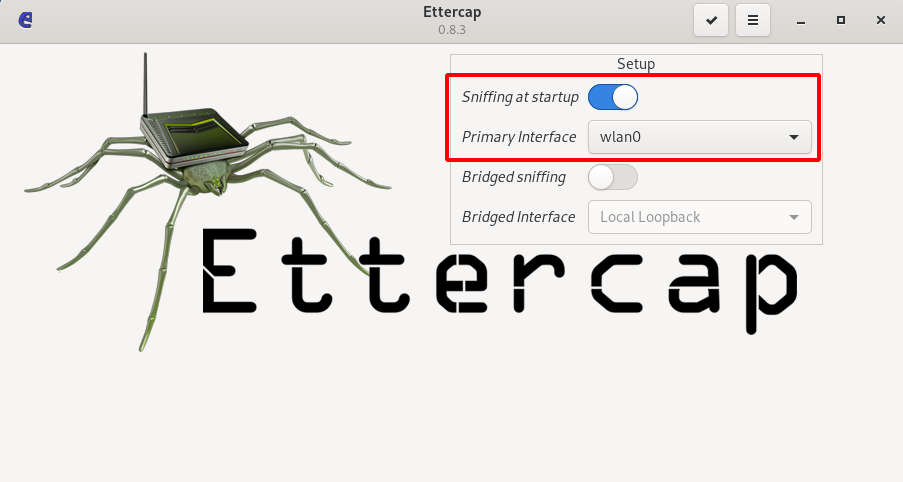 Ettercap
0.8.3
Setup
Sniffing at startup
Primary Interface wlan0
Bridged sniffing
Bridged Interface Local Loopback
Ettercap